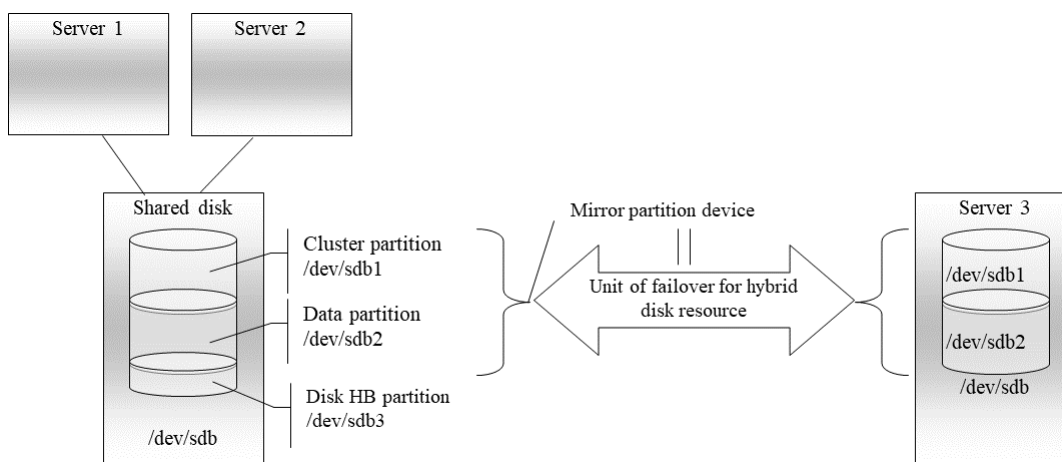 Server 1
Server 2
Shared disk
Cluster partition
/dev/sdb1
Data partition
/dev/sdb2
Disk HB partition
/dev/sdb3
/dev/sdb
Mirror partition device
Unit of failover for hybrid
disk resource
Server 3
/dev/sdb1
/dev/sdb2
/dev/sdb